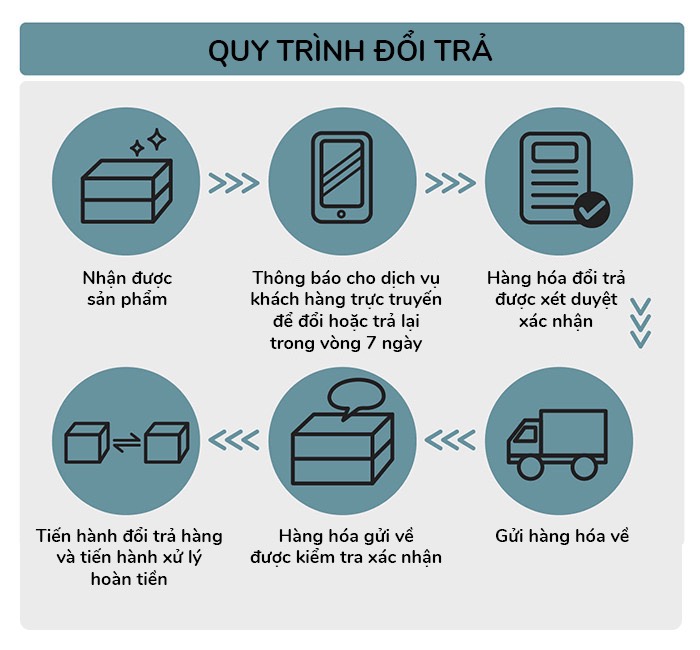 QUY TRÌNH ĐỔI TRẢ
Nhận được
sản phẩm
Thông báo cho dịch vụ
khách hàng trực truyến
để đổi hoặc trả lại
trong vòng 7 ngày
Hàng hóa đổi trả
được xét duyệt
xác nhận
Gửi hàng hóa về
Hàng hóa gửi về
được kiểm tra xác nhận
Tiến hành đổi trả hàng
và tiến hành xử lý
hoàn tiền